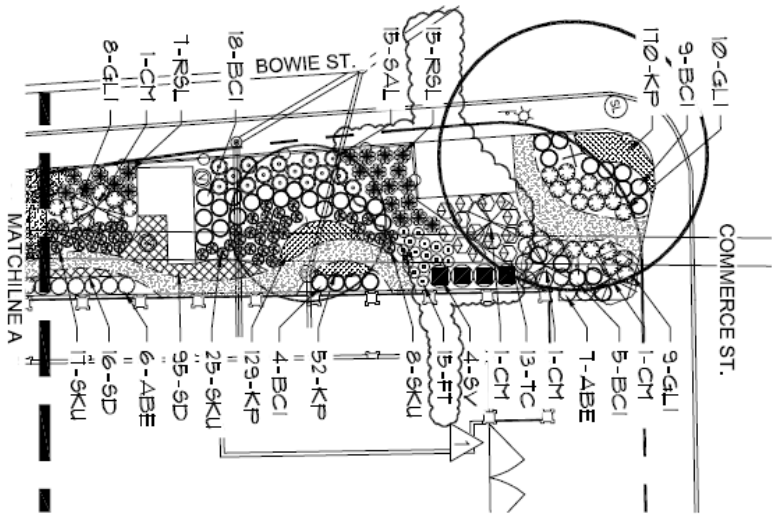 8-GLI
1-CM
7-RSL
18-BCI
BOWIE ST.
15-SAL
15-RSL
170-KP
9-BCI
10-GLI
SL
COMMERCE ST.
MATCHLINE A
17-SKU
16-SD
6-ABE
95-SD
25-SKU
129-KP
4-BCI
52-KP
8-SKU
15-FT
4-SV
1-CM
13-TC
1-CM
7-ABE
5-BCI
1-CM
9-GLI
1